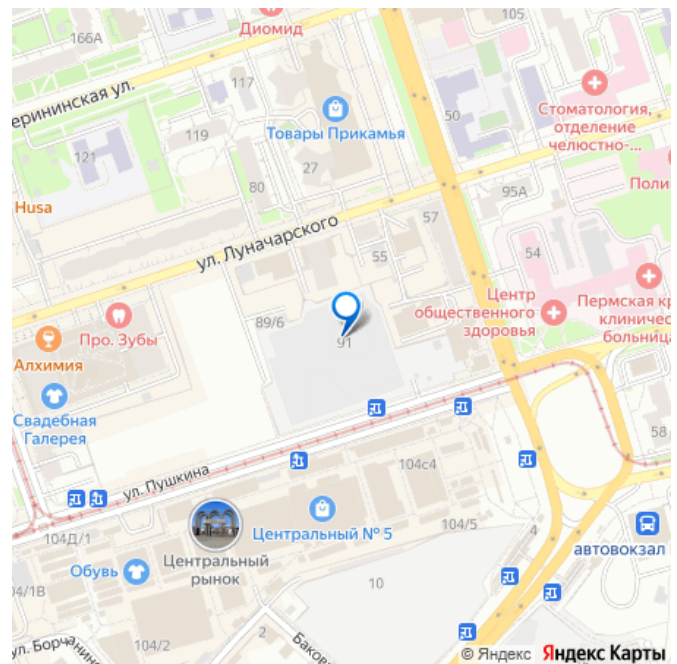 166А
Диомид
105
117
Товары Прикамья
50
Стоматология,
отделение
челюстно-...
ерининская ул.
119
121
27
80
95А
Поли
Husa
57
ул. Луначарского
55
54
Центр
общественного
здоровья
Пермская кр
клиничес
больница
89/6
91
Про. Зубы
Алхимия
Свадебная
Галерея
ул. Пушкина
104с4
58
104Д/1
Центральный № 5
104/5
4
автовокзал
Центральный
рынок
Обувь
04/1В
10
104/2
2
ул. Борчанин
Баков
© Яндекс Яндекс Карты